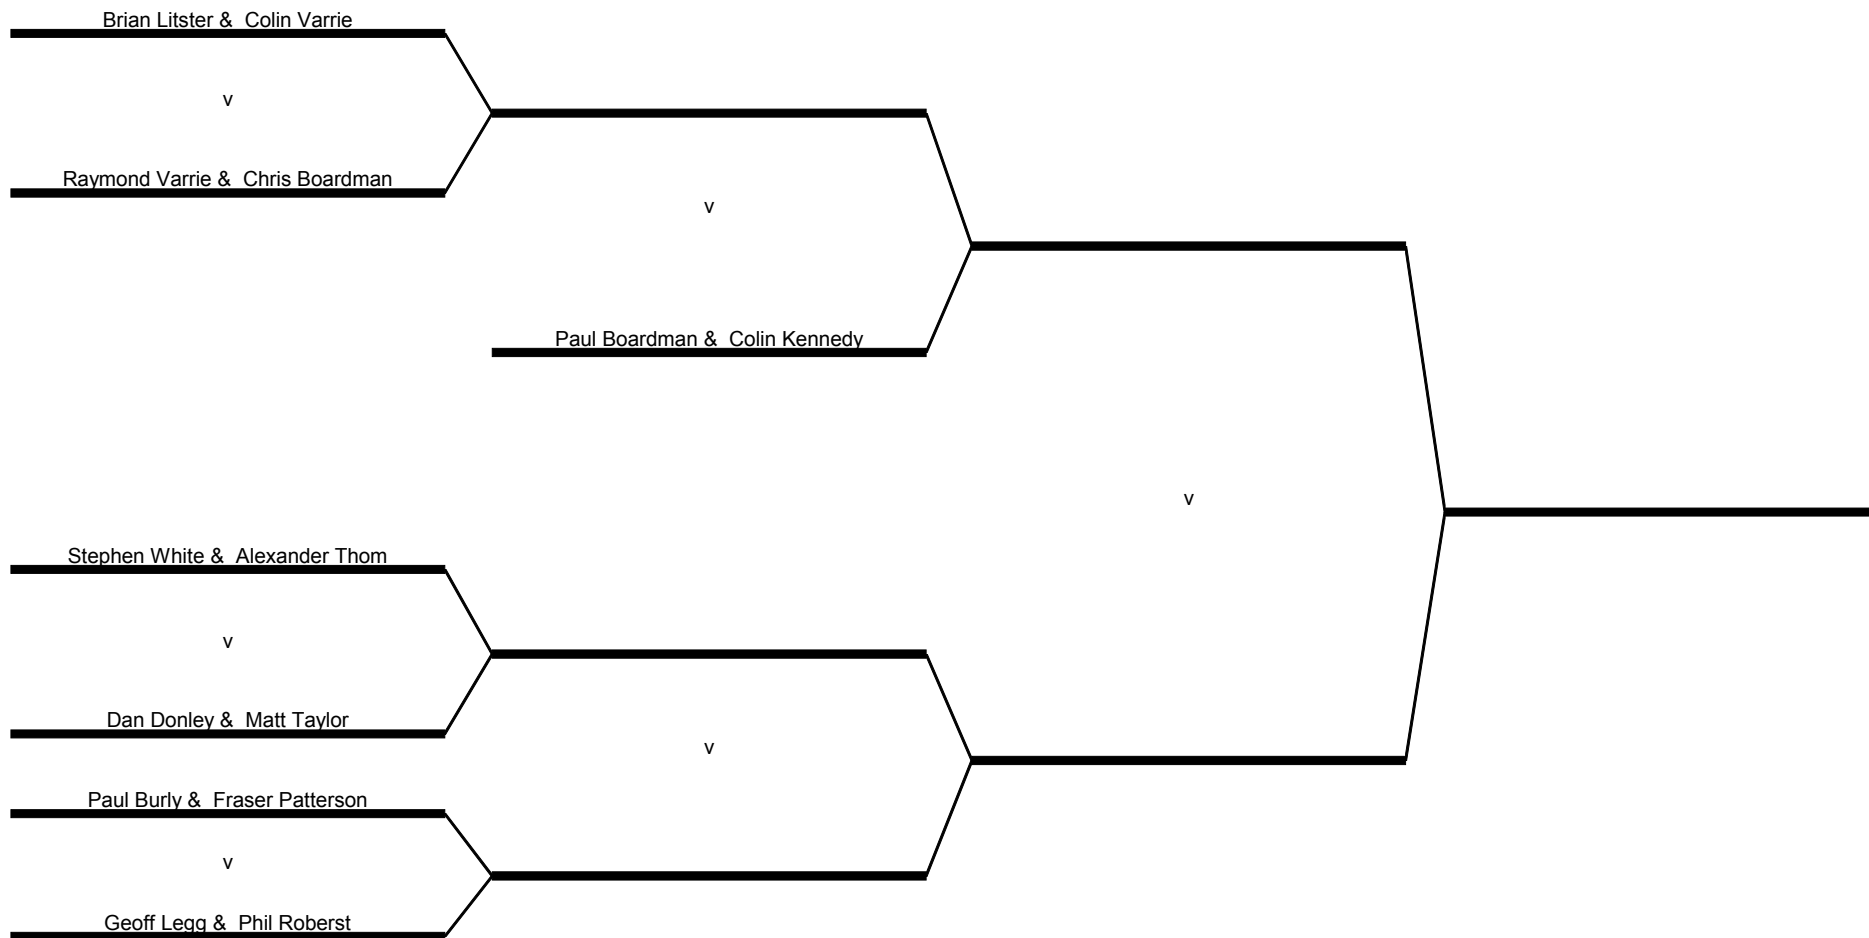 Brian Litster &  Colin Varrie
v
Raymond Varrie &  Chris Boardman
v
Paul Boardman &  Colin Kennedy
v
Stephen White &  Alexander Thom
v
Dan Donley &  Matt Taylor
v
Paul Burly &  Fraser Patterson
v
Geoff Legg &  Phil Roberst